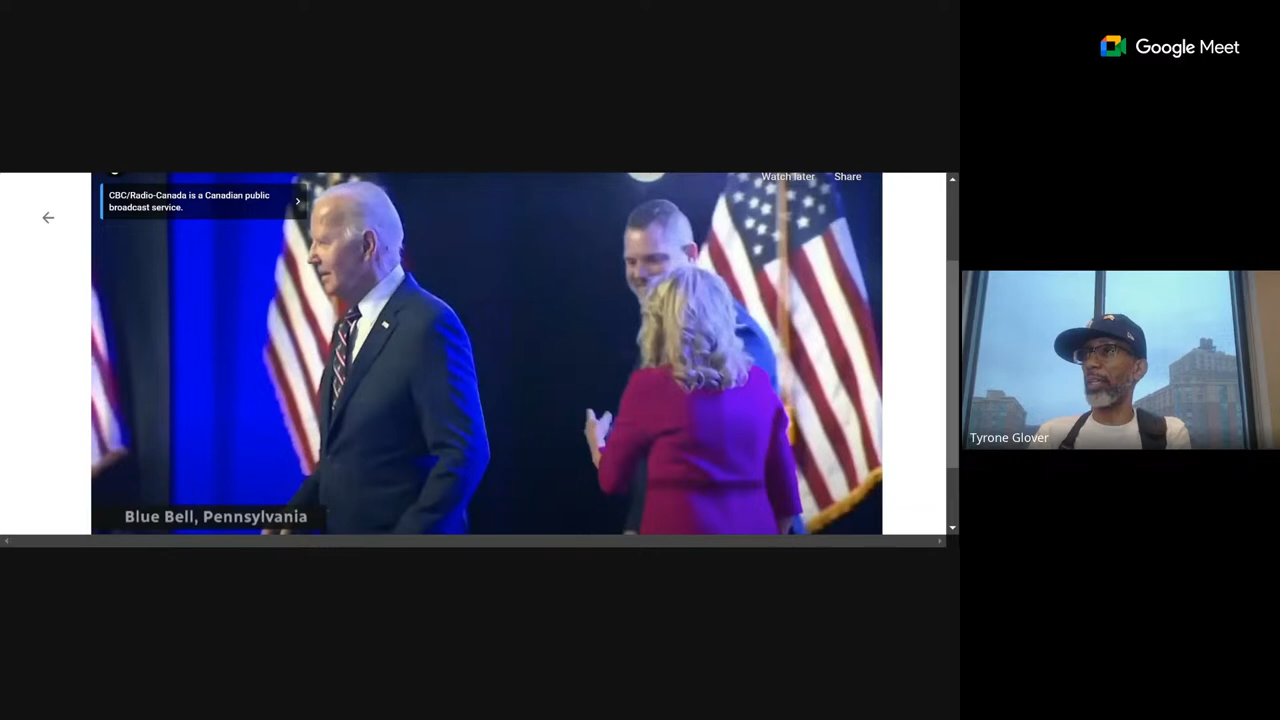 Google Meet
Watch later
Share
CBC/Radio-Canada is a Canadian public
broadcast service.
Tyrone Glover
Blue Bell, Pennsylvania